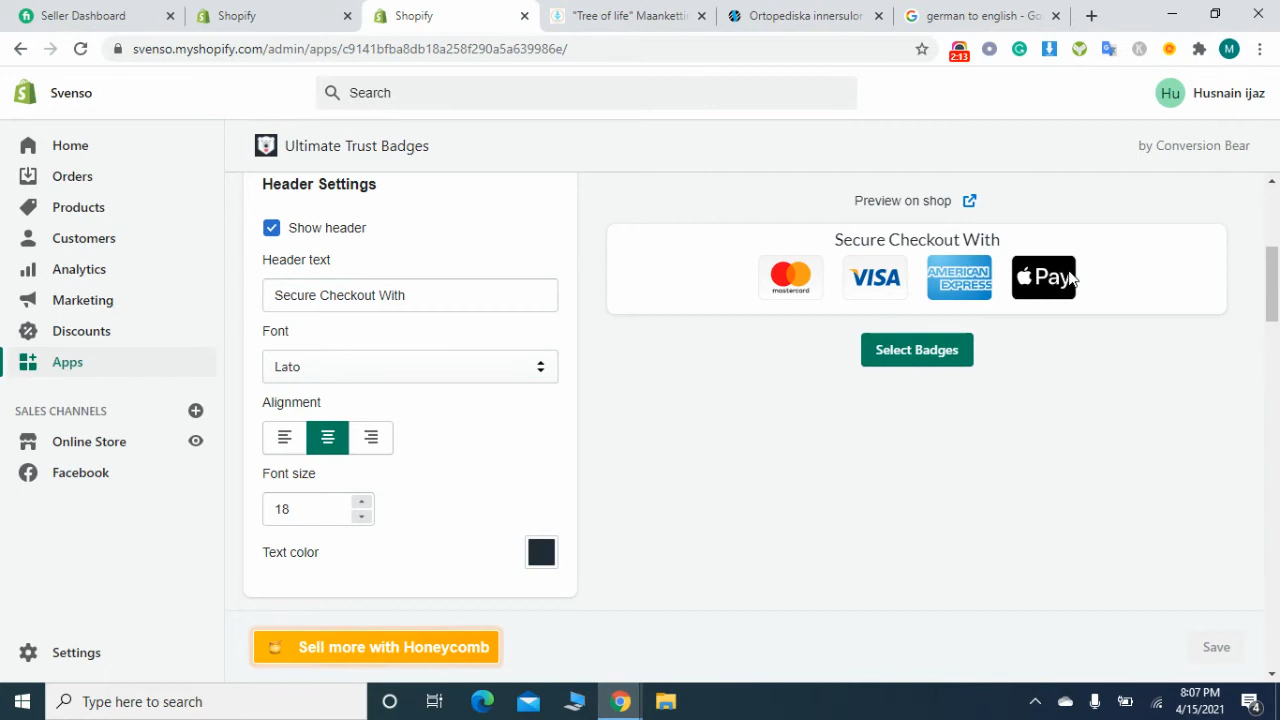 Seller Dashboard
Shopify
Shopify
"Tree of life" Maankettin
Ortopediska innersulor
german to english - Go
svenso.myshopify.com/admin/apps/c9141bfba8db18a258f290a5a639986e/
2:13
M
Svenso
Search
Hu
Husnain ijaz
Home
Orders
Products
Customers
Analytics
Marketing
Discounts
Apps
SALES CHANNELS
Online Store
Facebook
Settings
Ultimate Trust Badges
by Conversion Bear
Header Settings
Show header
Header text
Secure Checkout With
Font
Lato
Alignment
Font size
18
Text color
Preview on shop
Secure Checkout With
mastercard
VISA
AMERICAN EXPRESS
Pay
Select Badges
Sell more with Honeycomb
Save
Type here to search
8:07 PM
4/15/2021
4